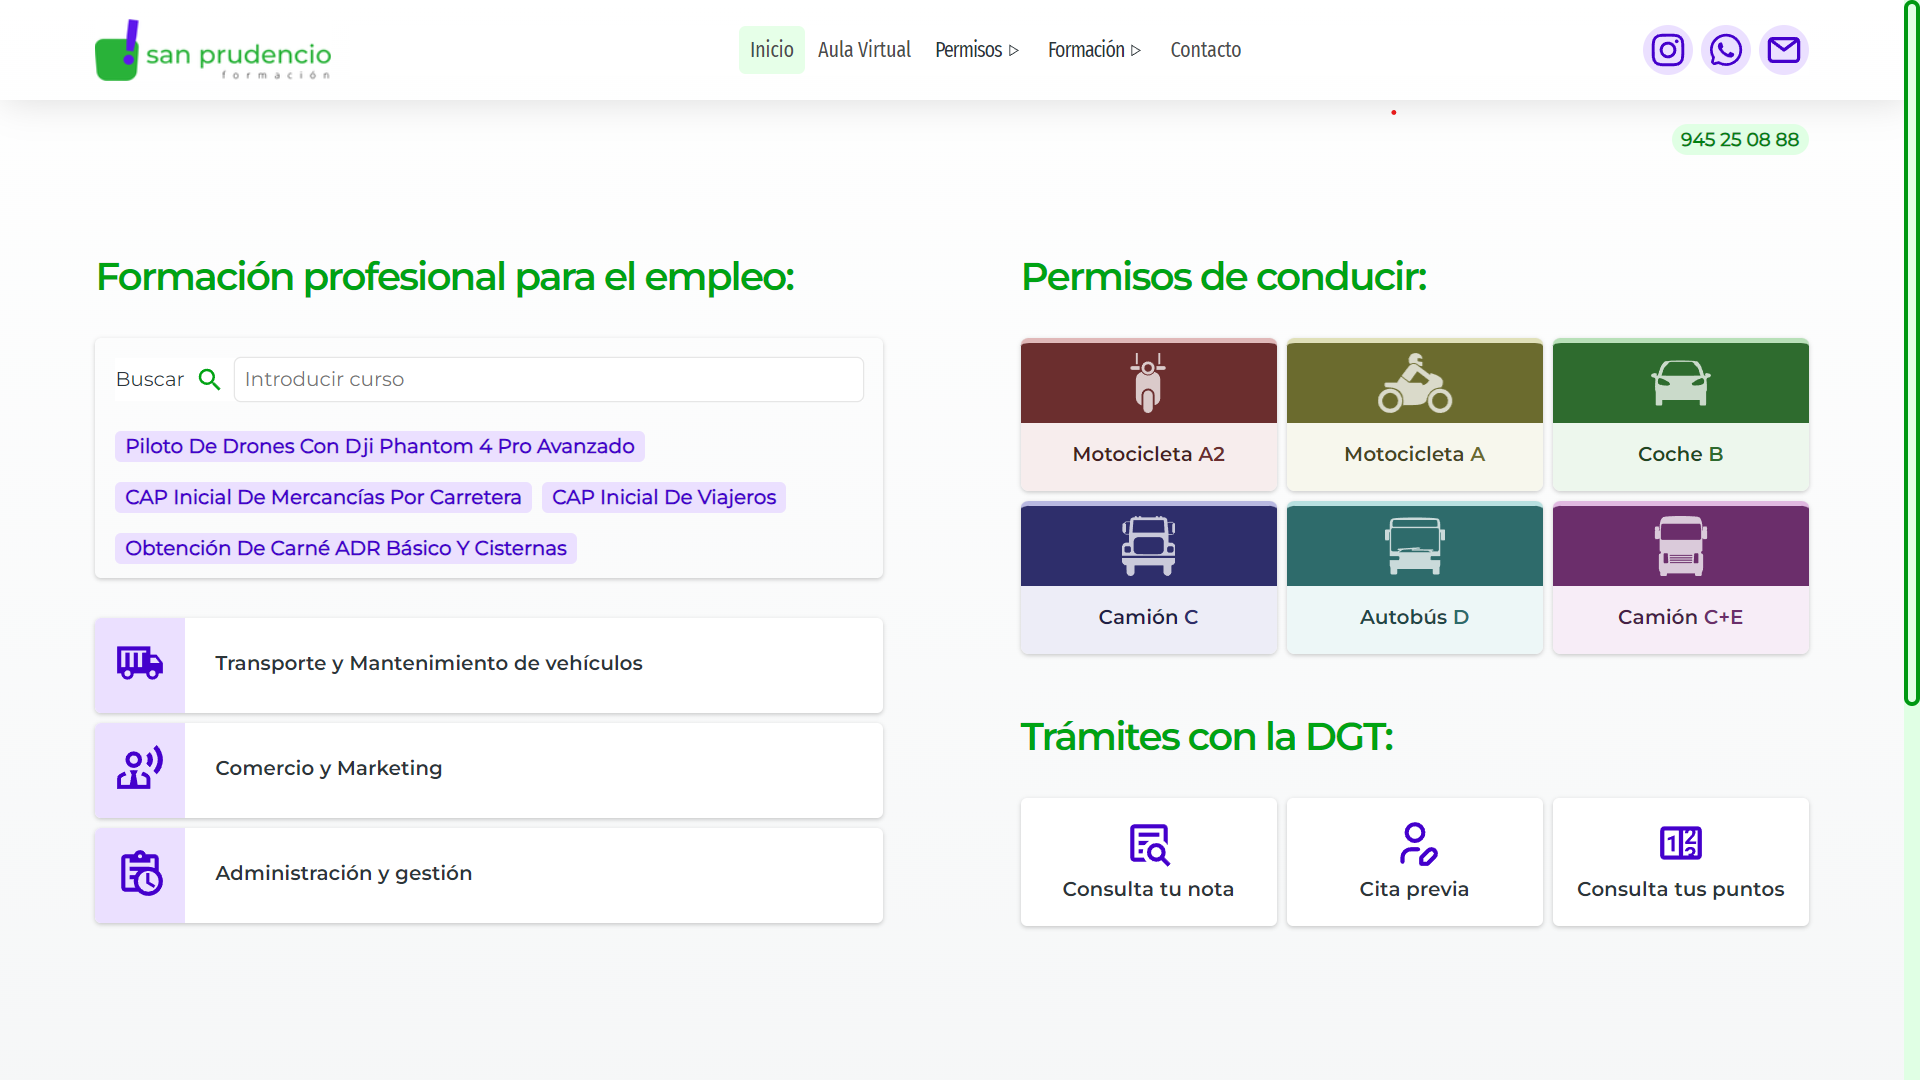 san prudencio
formación
Inicio
Aula Virtual
Permisos
Formación
Contacto
945 25 08 88
Formación profesional para el empleo:
Buscar
Introducir curso
Piloto De Drones Con Dji Phantom 4 Pro Avanzado
CAP Inicial De Mercancías Por Carretera
CAP Inicial De Viajeros
Obtención De Carné ADR Básico Y Cisternas
Transporte y Mantenimiento de vehículos
Comercio y Marketing
Administración y gestión
Permisos de conducir:
Motocicleta A2
Motocicleta A
Coche B
Camión C
Autobús D
Camión C+E
Trámites con la DGT:
Consulta tu nota
Cita previa
Consulta tus puntos